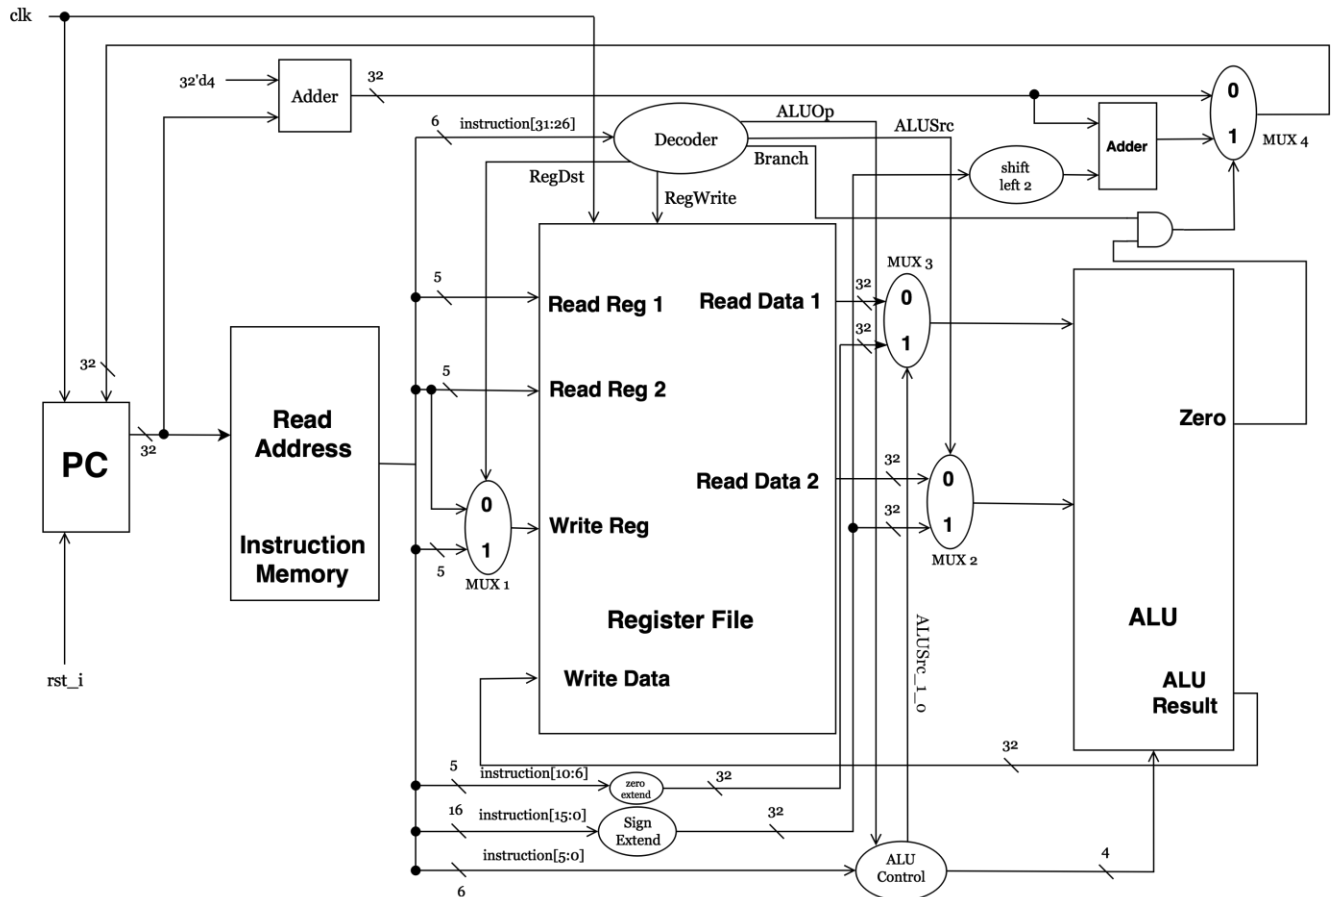 clk
32'd4
Adder
32
32
0
1
MUX 4
6
instruction[31:26]
Decoder
ALUOp
ALUSrc
Branch
RegDst
RegWrite
shift
left 2
Adder
32
PC
32
rst_i
Read
Address
Instruction
Memory
5
Read Reg 1
Read Data 1
5
Read Reg 2
Read Data 2
0
1
MUX 1
5
Write Reg
Register File
Write Data
MUX 3
32
0
32
1
32
0
32
1
MUX 2
ALUSrc_1_o
Zero
ALU
ALU
Result
32
5
instruction[10:6]
zero
extend
32
16
instruction[15:0]
Sign
Extend
32
instruction[5:0]
6
ALU
Control
4